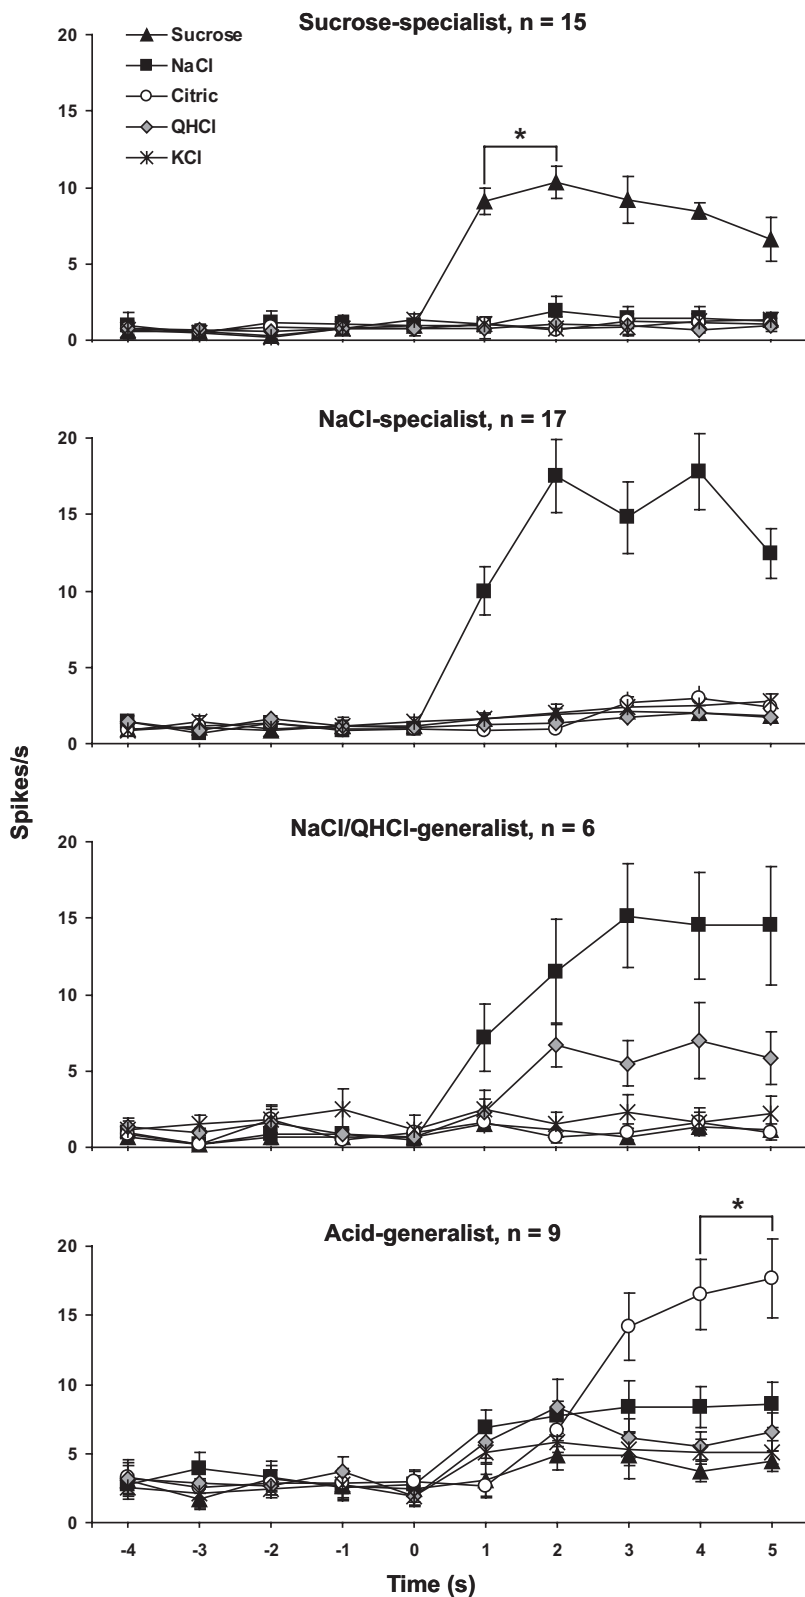 Sucrose-specialist, n = 15
20
15
10
5
0
Sucrose
NaCl
Citric
QHCl
KCl
*
NaCl-specialist, n = 17
20
15
10
5
0
Spikes/s
NaCl/QHCl-generalist, n = 6
20
15
10
5
0
Acid-generalist, n = 9
*
20
15
10
5
0
-4 -3 -2 -1 0 1 2 3 4 5
Time (s)